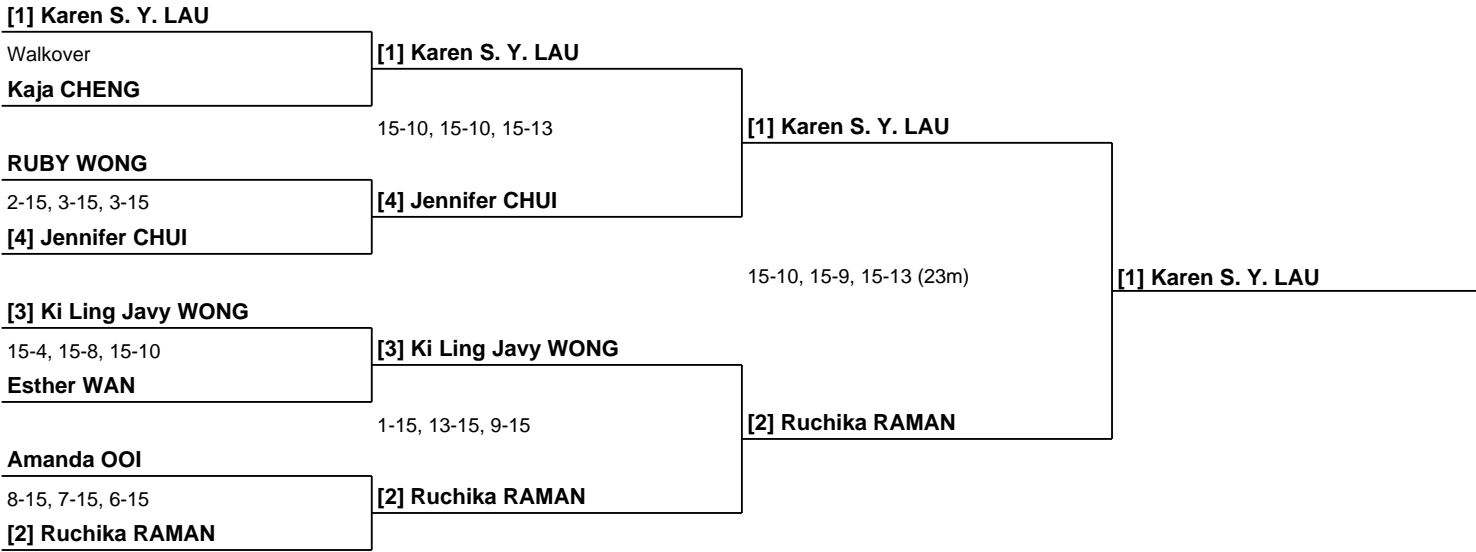 [1] Karen S. Y. LAU
Walkover
Kaja CHENG
[1] Karen S. Y. LAU
15-10, 15-10, 15-13
RUBY WONG
2-15, 3-15, 3-15
[4] Jennifer CHUI
[4] Jennifer CHUI
[1] Karen S. Y. LAU
15-10, 15-9, 15-13 (23m)
[1] Karen S. Y. LAU
[3] Ki Ling Javy WONG
15-4, 15-8, 15-10
Esther WAN
[3] Ki Ling Javy WONG
1-15, 13-15, 9-15
[2] Ruchika RAMAN
Amanda OOI
8-15, 7-15, 6-15
[2] Ruchika RAMAN
[2] Ruchika RAMAN